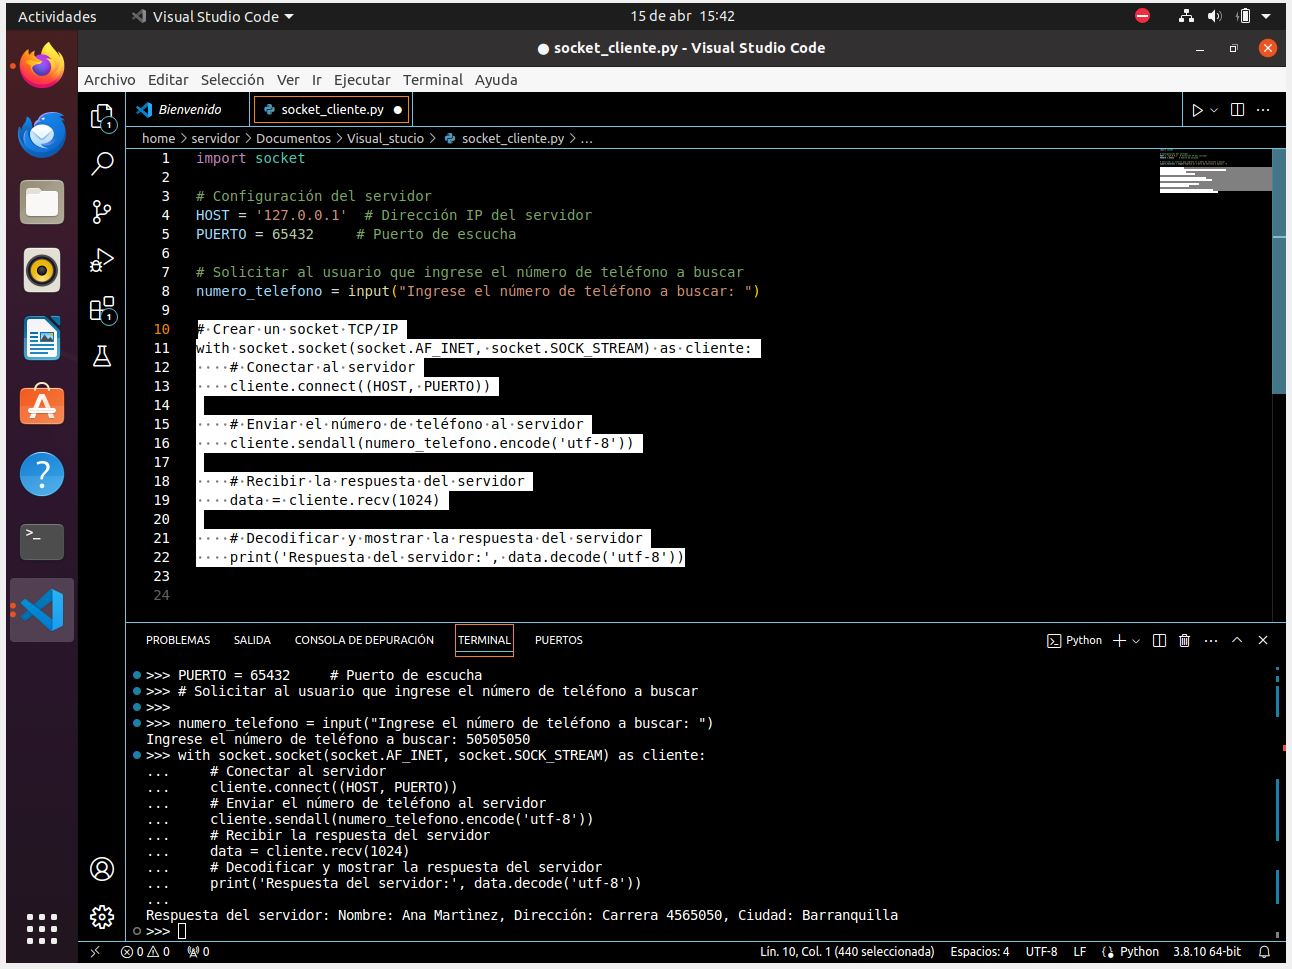 Actividades Visual Studio Code 15 de abr 15:42
socket_cliente.py - Visual Studio Code
Archivo Editar Selección Ver Ir Ejecutar Terminal Ayuda
Bienvenido socket_cliente.py
home > servidor > Documentos > Visual_stucio > socket_cliente.py > ...
1 import socket
2
3 # Configuración del servidor
4 HOST = '127.0.0.1'  # Dirección IP del servidor
5 PUERTO = 65432     # Puerto de escucha
6
7 # Solicitar al usuario que ingrese el número de teléfono a buscar
8 numero_telefono = input("Ingrese el número de teléfono a buscar: ")
9
10 # Crear un socket TCP/IP
11 with socket.socket(socket.AF_INET, socket.SOCK_STREAM) as cliente:
12     # Conectar al servidor
13     cliente.connect((HOST, PUERTO))
14
15     # Enviar el número de teléfono al servidor
16     cliente.sendall(numero_telefono.encode('utf-8'))
17
18     # Recibir la respuesta del servidor
19     data = cliente.recv(1024)
20
21     # Decodificar y mostrar la respuesta del servidor
22     print('Respuesta del servidor:', data.decode('utf-8'))
23
24
PROBLEMAS SALIDA CONSOLA DE DEPURACIÓN TERMINAL PUERTOS Python
>>> PUERTO = 65432     # Puerto de escucha
>>> # Solicitar al usuario que ingrese el número de teléfono a buscar
>>>
>>> numero_telefono = input("Ingrese el número de teléfono a buscar: ")
Ingrese el número de teléfono a buscar: 50505050
>>> with socket.socket(socket.AF_INET, socket.SOCK_STREAM) as cliente:
...     # Conectar al servidor
...     cliente.connect((HOST, PUERTO))
...     # Enviar el número de teléfono al servidor
...     cliente.sendall(numero_telefono.encode('utf-8'))
...     # Recibir la respuesta del servidor
...     data = cliente.recv(1024)
...     # Decodificar y mostrar la respuesta del servidor
...     print('Respuesta del servidor:', data.decode('utf-8'))
...
Respuesta del servidor: Nombre: Ana Martìnez, Dirección: Carrera 4565050, Ciudad: Barranquilla
>>>
0 0 0 Lín. 10, Col. 1 (440 seleccionada) Espacios: 4 UTF-8 LF Python 3.8.10 64-bit